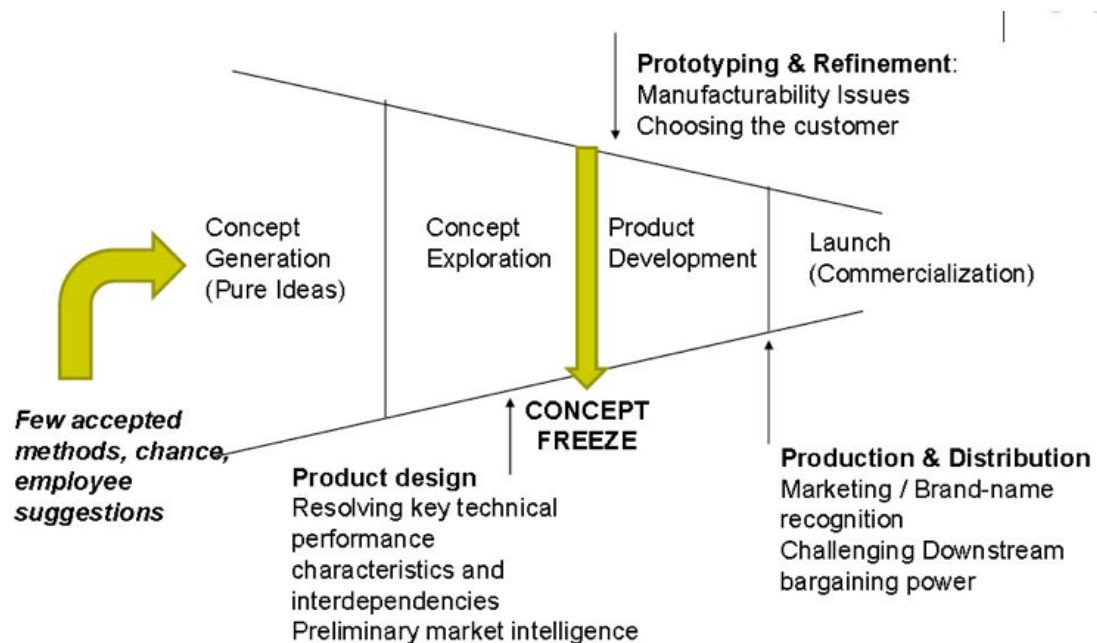 Prototyping & Refinement:
Manufacturability Issues
Choosing the customer
Concept
Generation
(Pure Ideas)
Concept
Exploration
Product
Development
Launch
(Commercialization)
Few accepted
methods, chance,
employee
suggestions
CONCEPT
FREEZE
Product design
Resolving key technical
performance
characteristics and
interdependencies
Preliminary market intelligence
Production & Distribution
Marketing / Brand-name
recognition
Challenging Downstream
bargaining power